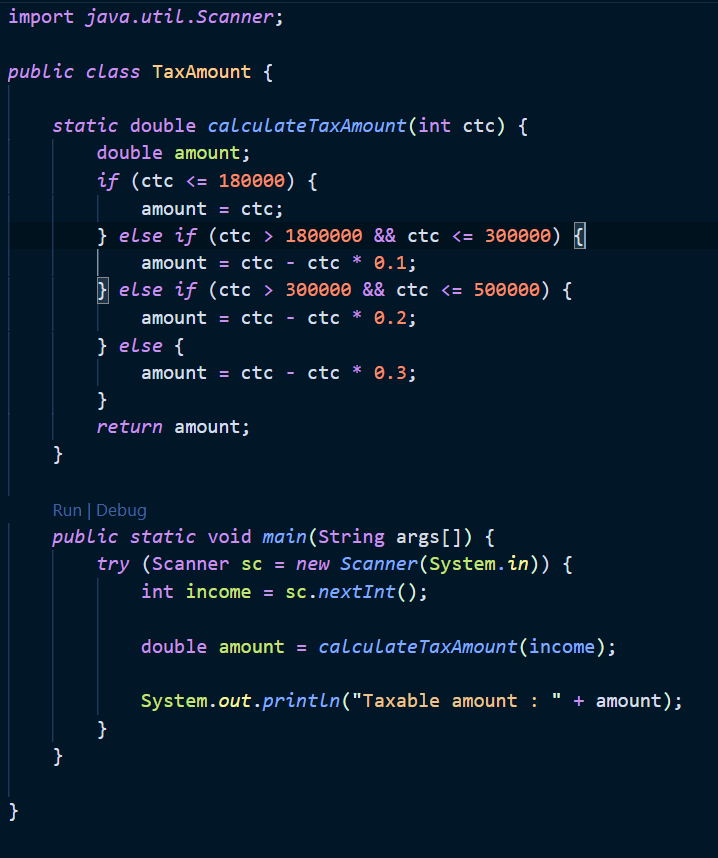 import java.util.Scanner;
public class TaxAmount {
static double calculateTaxAmount(int ctc) {
double amount;
if (ctc <= 180000) {
amount = ctc;
} else if (ctc > 1800000 && ctc <= 300000) {
amount = ctc - ctc * 0.1;
} else if (ctc > 300000 && ctc <= 500000) {
amount = ctc - ctc * 0.2;
} else {
amount = ctc - ctc * 0.3;
}
return amount;
}
Run | Debug
public static void main(String args[]) {
try (Scanner sc = new Scanner(System.in)) {
int income = sc.nextInt();
double amount = calculateTaxAmount(income);
System.out.println("Taxable amount : " + amount);
}
}
}